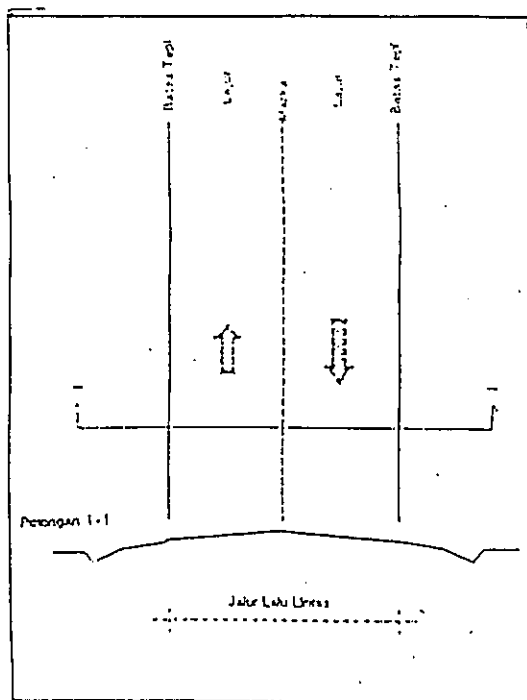 Batas Tepi
Lajur
Marka
Lajur
Batas Tepi
Potongan 1-1
Jalur Lalu Lintas